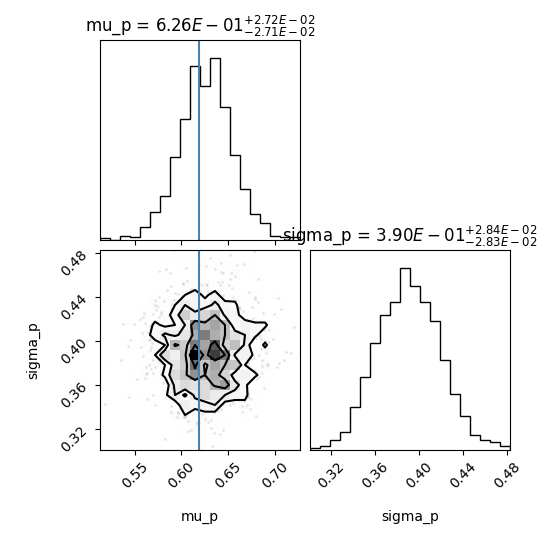 mu_p = 6.26E − 01+2.72E−02−2.71E−02
sigma_p = 3.90E − 01+2.84E−02−2.83E−02
0.48
0.44
0.40
0.36
0.32
sigma_p
0.55 0.60 0.65 0.70
0.32 0.36 0.40 0.44 0.48
mu_p
sigma_p